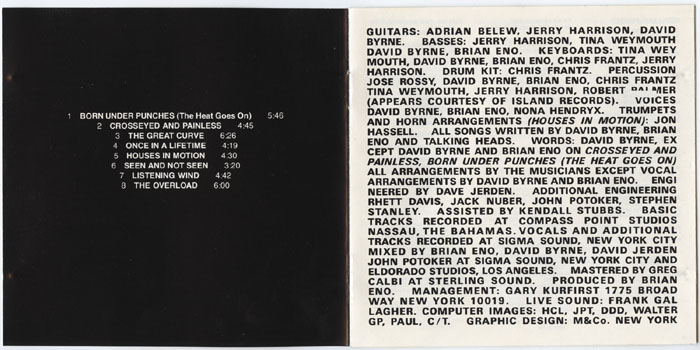 1 BORN UNDER PUNCHES (The Heat Goes On) 5:46
2 CROSSEYED AND PAINLESS 4:45
3 THE GREAT CURVE 6:26
4 ONCE IN A LIFETIME 4:19
5 HOUSES IN MOTION 4:30
6 SEEN AND NOT SEEN 3:20
7 LISTENING WIND 4:42
8 THE OVERLOAD 6:00
GUITARS: ADRIAN BELEW, JERRY HARRISON, DAVID
BYRNE. BASSES: JERRY HARRISON, TINA WEYMOUTH
DAVID BYRNE, BRIAN ENO. KEYBOARDS: TINA WEY
MOUTH, DAVID BYRNE, BRIAN ENO, CHRIS FRANTZ, JERRY
HARRISON. DRUM KIT: CHRIS FRANTZ. PERCUSSION
JOSE ROSSY, DAVID BYRNE, BRIAN ENO, CHRIS FRANTZ
TINA WEYMOUTH, JERRY HARRISON, ROBERT PALMER
(APPEARS COURTESY OF ISLAND RECORDS). VOICES
DAVID BYRNE, BRIAN ENO, NONA HENDRYX. TRUMPETS
AND HORN ARRANGEMENTS (HOUSES IN MOTION): JON
HASSELL. ALL SONGS WRITTEN BY DAVID BYRNE, BRIAN
ENO AND TALKING HEADS. WORDS: DAVID BYRNE, EX
CEPT DAVID BYRNE AND BRIAN ENO ON CROSSEYED AND
PAINLESS, BORN UNDER PUNCHES (THE HEAT GOES ON)
ALL ARRANGEMENTS BY THE MUSICIANS EXCEPT VOCAL
ARRANGEMENTS BY DAVID BYRNE AND BRIAN ENO. ENGI
NEERED BY DAVE JERDEN. ADDITIONAL ENGINEERING
RHETT DAVIS, JACK NUBER, JOHN POTOKER, STEPHEN
STANLEY. ASSISTED BY KENDALL STUBBS. BASIC
TRACKS RECORDED AT COMPASS POINT STUDIOS
NASSAU, THE BAHAMAS. VOCALS AND ADDITIONAL
TRACKS RECORDED AT SIGMA SOUND, NEW YORK CITY
MIXED BY BRIAN ENO, DAVID BYRNE, DAVID JERDEN
JOHN POTOKER AT SIGMA SOUND, NEW YORK CITY AND
ELDORADO STUDIOS, LOS ANGELES. MASTERED BY GREG
CALBI AT STERLING SOUND. PRODUCED BY BRIAN
ENO. MANAGEMENT: GARY KURFIRST 1775 BROAD
WAY NEW YORK 10019. LIVE SOUND: FRANK GAL
LAGHER. COMPUTER IMAGES: HCL, JPT, DDD, WALTER
GP, PAUL, C/T. GRAPHIC DESIGN: M&Co. NEW YORK